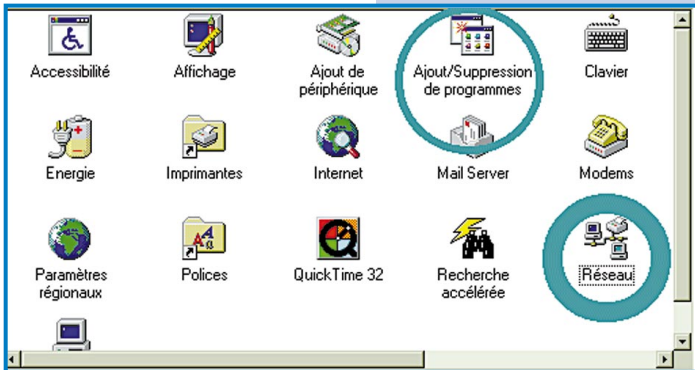 Accessibilité
Affichage
Ajout de
périphérique
Ajout/Suppression
de programmes
Clavier
Energie
Imprimantes
Internet
Mail Server
Modems
Paramètres
régionaux
Polices
QuickTime 32
Recherche
accélérée
Réseau